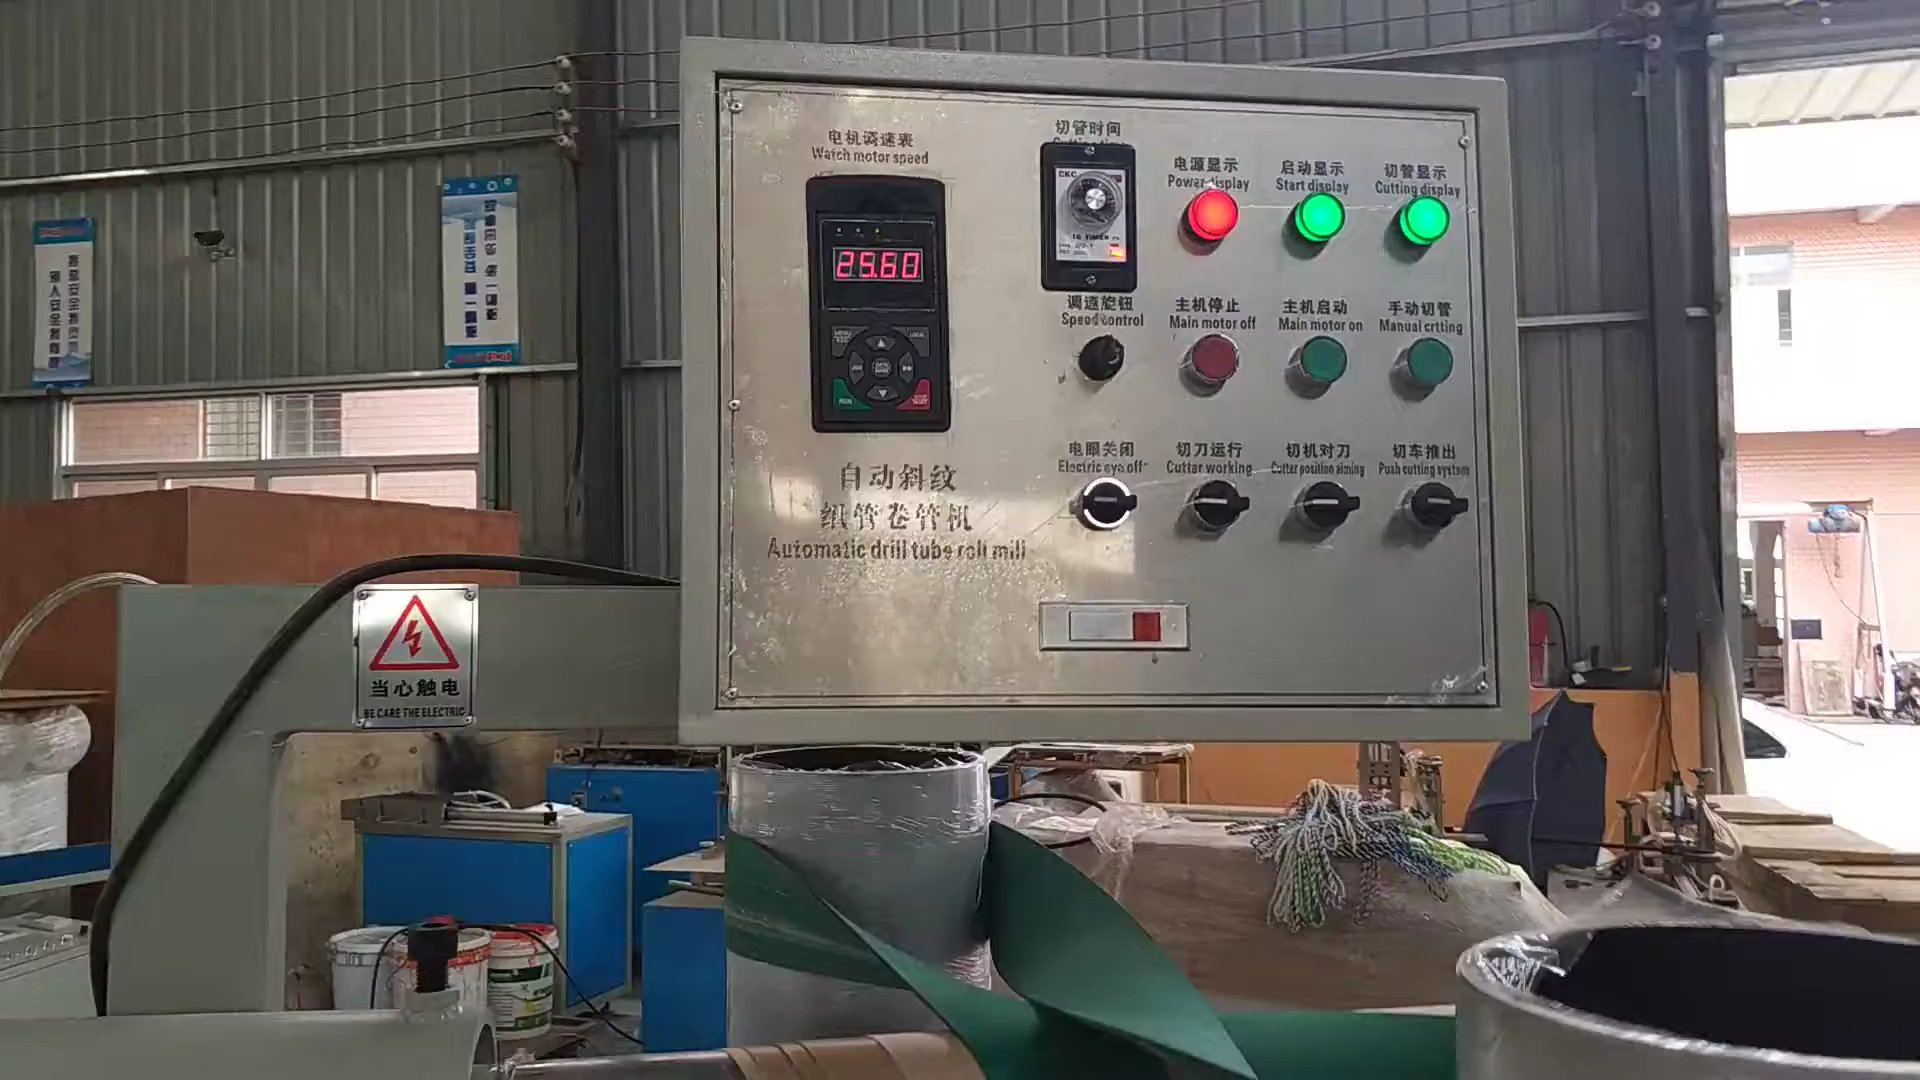 电机调速表
Watch motor speed
25.60
MENU
ESC
LOCAL
RUN
切管时间
CKC
电源显示
Power display
启动显示
Start display
切管显示
Cutting display
调速旋钮
Speed control
主机停止
Main motor off
主机启动
Main motor on
手动切管
Manual crtting
电眼关闭
Electric eye off
切刀运行
Cutter working
切机对刀
Cutter position aiming
切车推出
Push cutting system
自动斜纹
纸管卷管机
Automatic drill tube roll mill
当心触电
BE CARE THE ELECTRIC